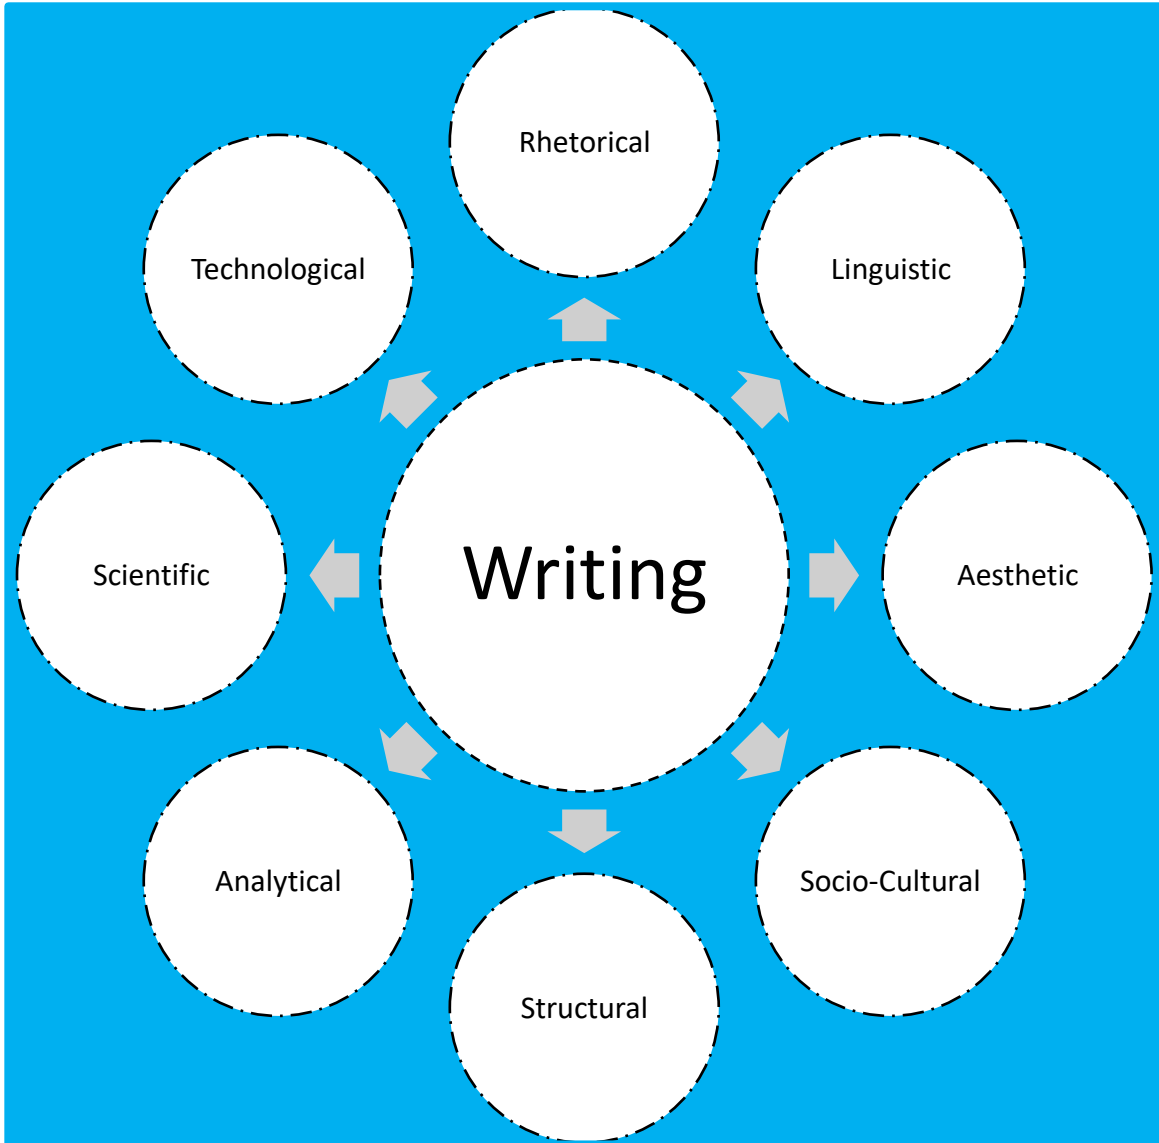 Rhetorical
Technological
Linguistic
Scientific
Writing
Aesthetic
Analytical
Socio-Cultural
Structural